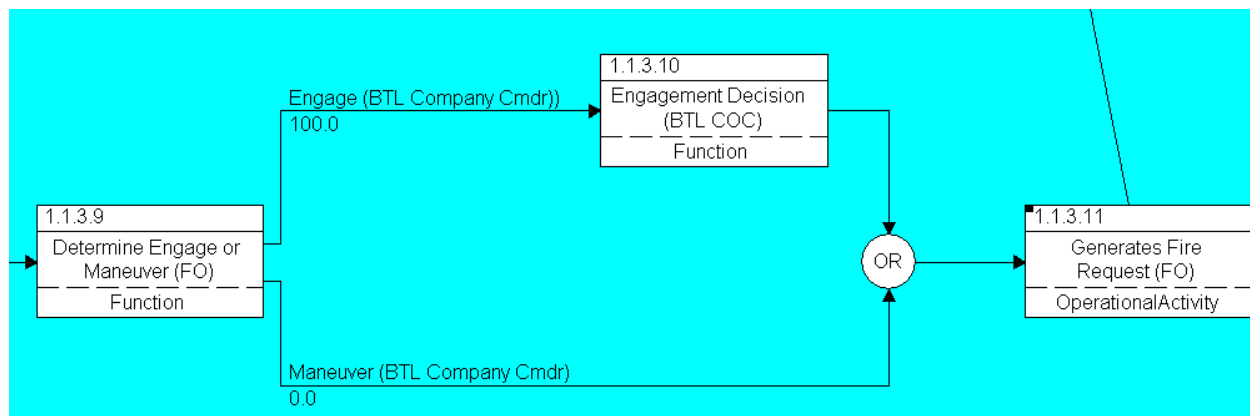 1.1.3.10
Engagement Decision
(BTL COC)
Function
Engage (BTL Company Cmdr))
100.0
1.1.3.9
Determine Engage or
Maneuver (FO)
Function
OR
1.1.3.11
Generates Fire
Request (FO)
OperationalActivity
Maneuver (BTL Company Cmdr)
0.0